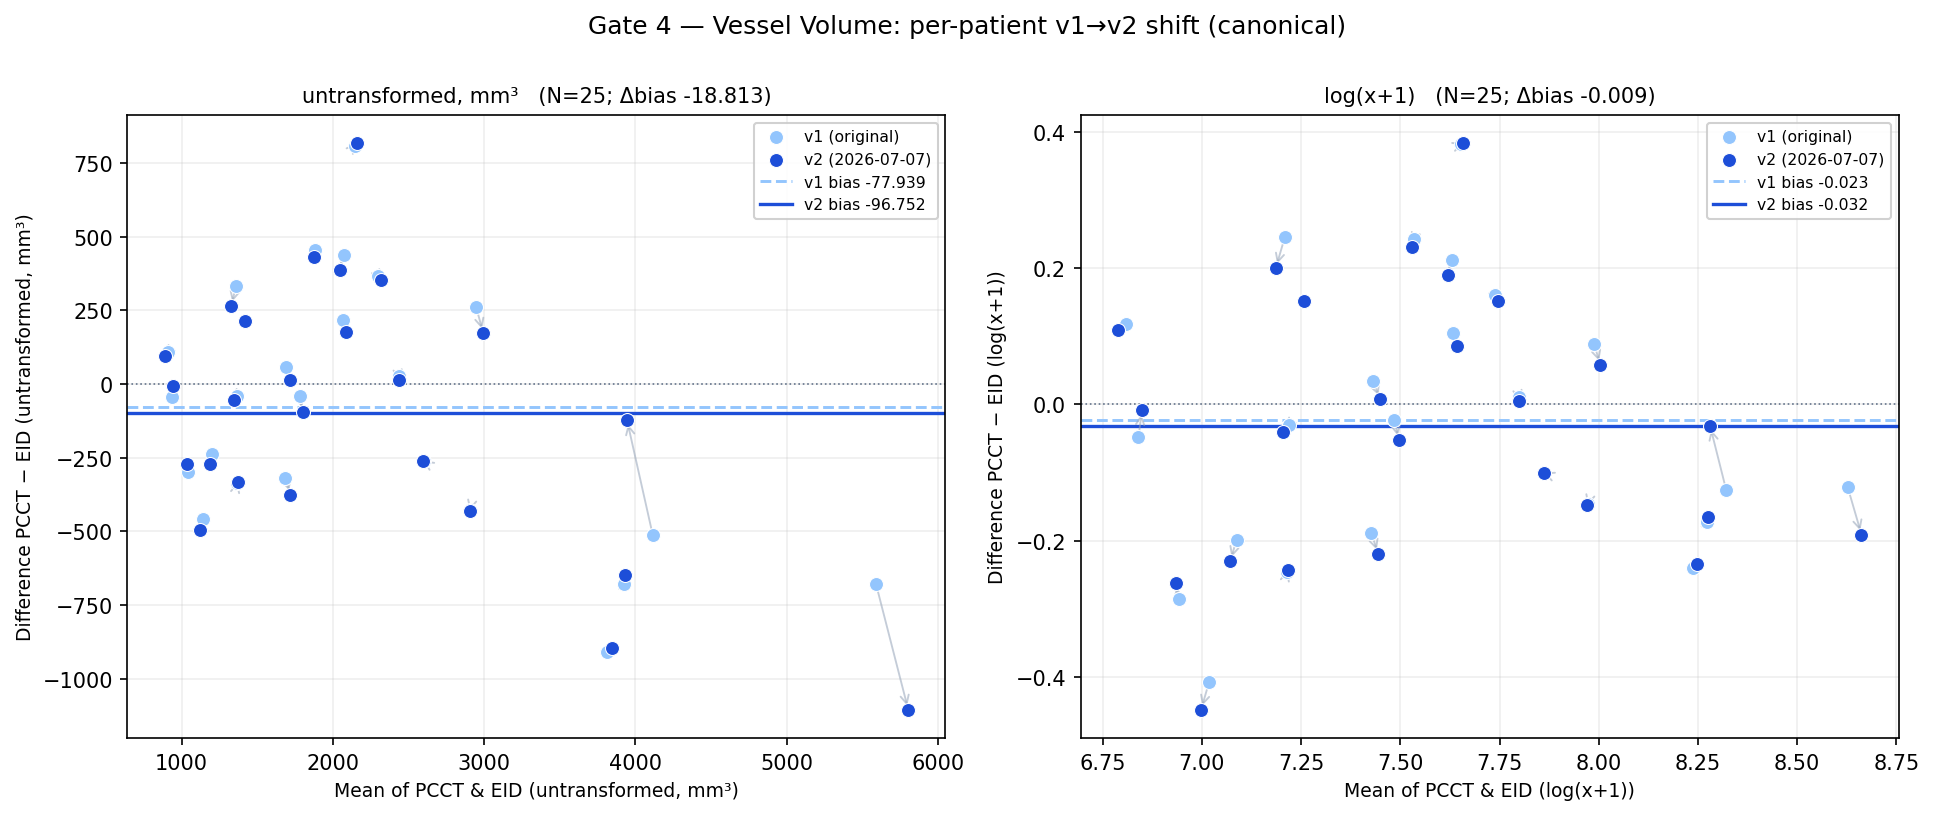 Gate 4 — Vessel Volume: per-patient v1→v2 shift (canonical)
untransformed, mm³   (N=25; Δbias -18.813)
v1 (original)
v2 (2026-07-07)
v1 bias -77.939
v2 bias -96.752
Difference PCCT − EID (untransformed, mm³)
750
500
250
0
−250
−500
−750
−1000
1000
2000
3000
4000
5000
6000
Mean of PCCT & EID (untransformed, mm³)
log(x+1)   (N=25; Δbias -0.009)
v1 (original)
v2 (2026-07-07)
v1 bias -0.023
v2 bias -0.032
Difference PCCT − EID (log(x+1))
0.4
0.2
0.0
−0.2
−0.4
6.75
7.00
7.25
7.50
7.75
8.00
8.25
8.50
8.75
Mean of PCCT & EID (log(x+1))